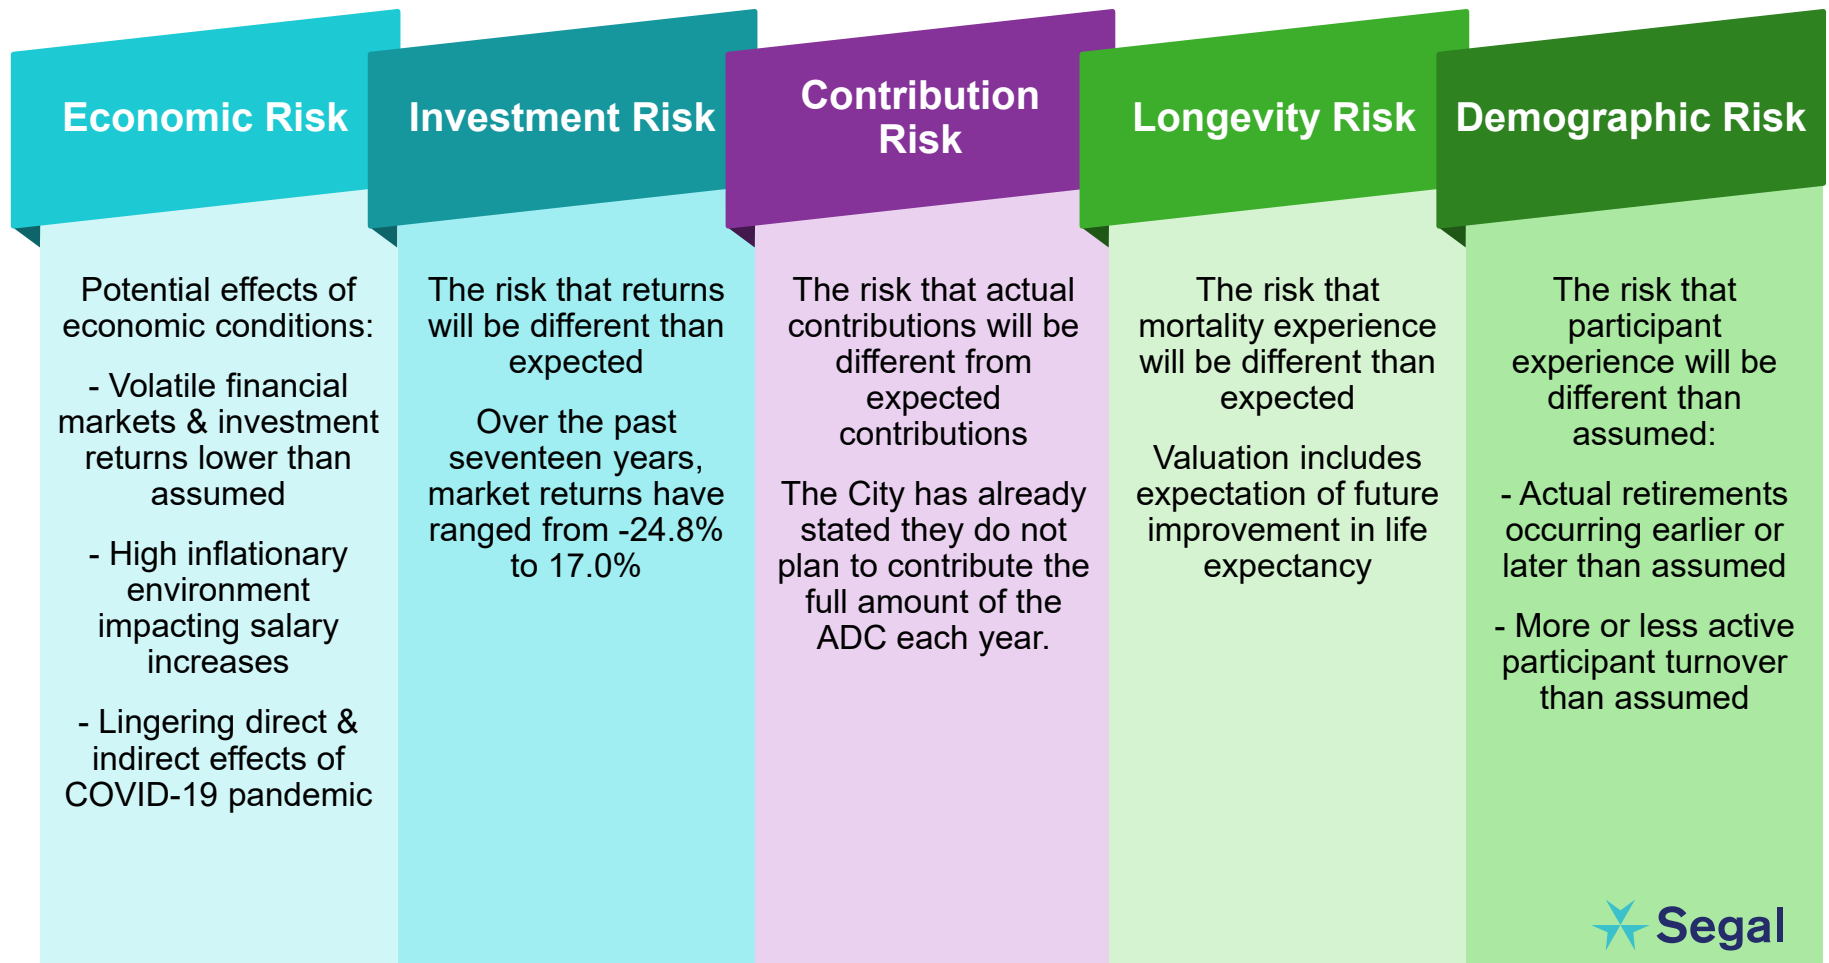 Economic Risk
Potential effects of
economic conditions:
- Volatile financial
markets & investment
returns lower than
assumed
- High inflationary
environment
impacting salary
increases
- Lingering direct &
indirect effects of
COVID-19 pandemic
Investment Risk
The risk that returns
will be different than
expected
Over the past
seventeen years,
market returns have
ranged from -24.8%
to 17.0%
Contribution
Risk
The risk that actual
contributions will be
different from
expected
contributions
The City has already
stated they do not
plan to contribute the
full amount of the
ADC each year.
Longevity Risk
The risk that
mortality experience
will be different than
expected
Valuation includes
expectation of future
improvement in life
expectancy
Demographic Risk
The risk that
participant
experience will be
different than
assumed:
- Actual retirements
occurring earlier or
later than assumed
- More or less active
participant turnover
than assumed
Segal